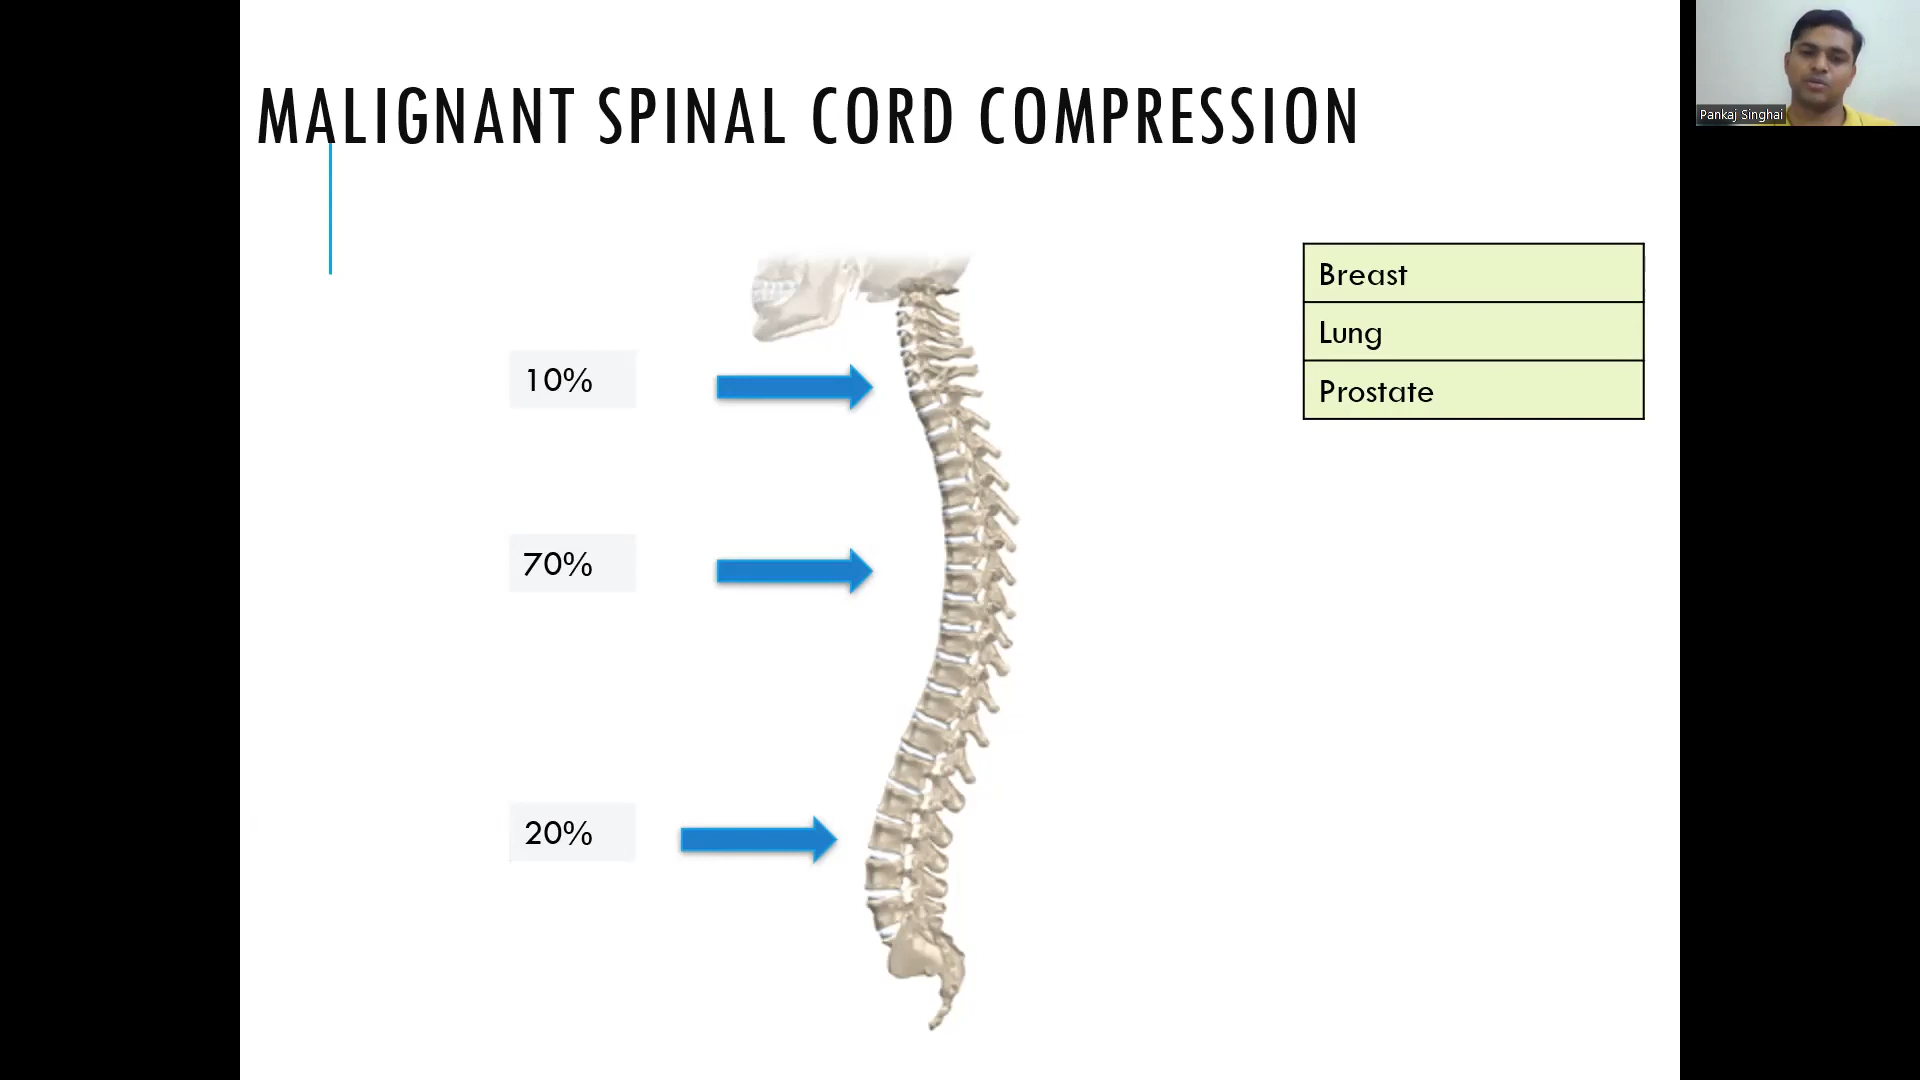 MALIGNANT SPINAL CORD COMPRESSION
Pankaj Singhai
Breast
Lung
Prostate
10%
70%
20%